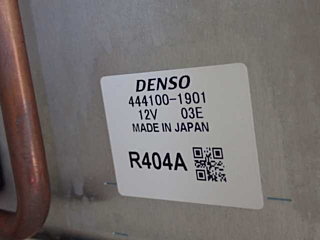 DENSO
444100-1901
12V 03E
MADE IN JAPAN
R404A